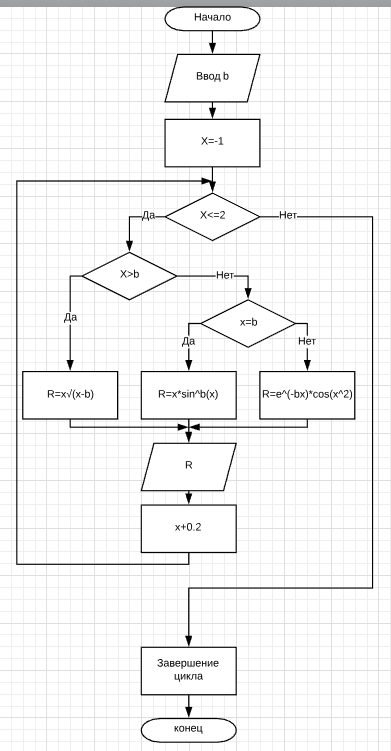 Начало
Ввод b
X=-1
X<=2
Да
Нет
X>b
Да
Нет
x=b
Да
Нет
R=x√(x-b)
R=x*sin^b(x)
R=e^(-bx)*cos(x^2)
R
x+0.2
Завершение
цикла
конец